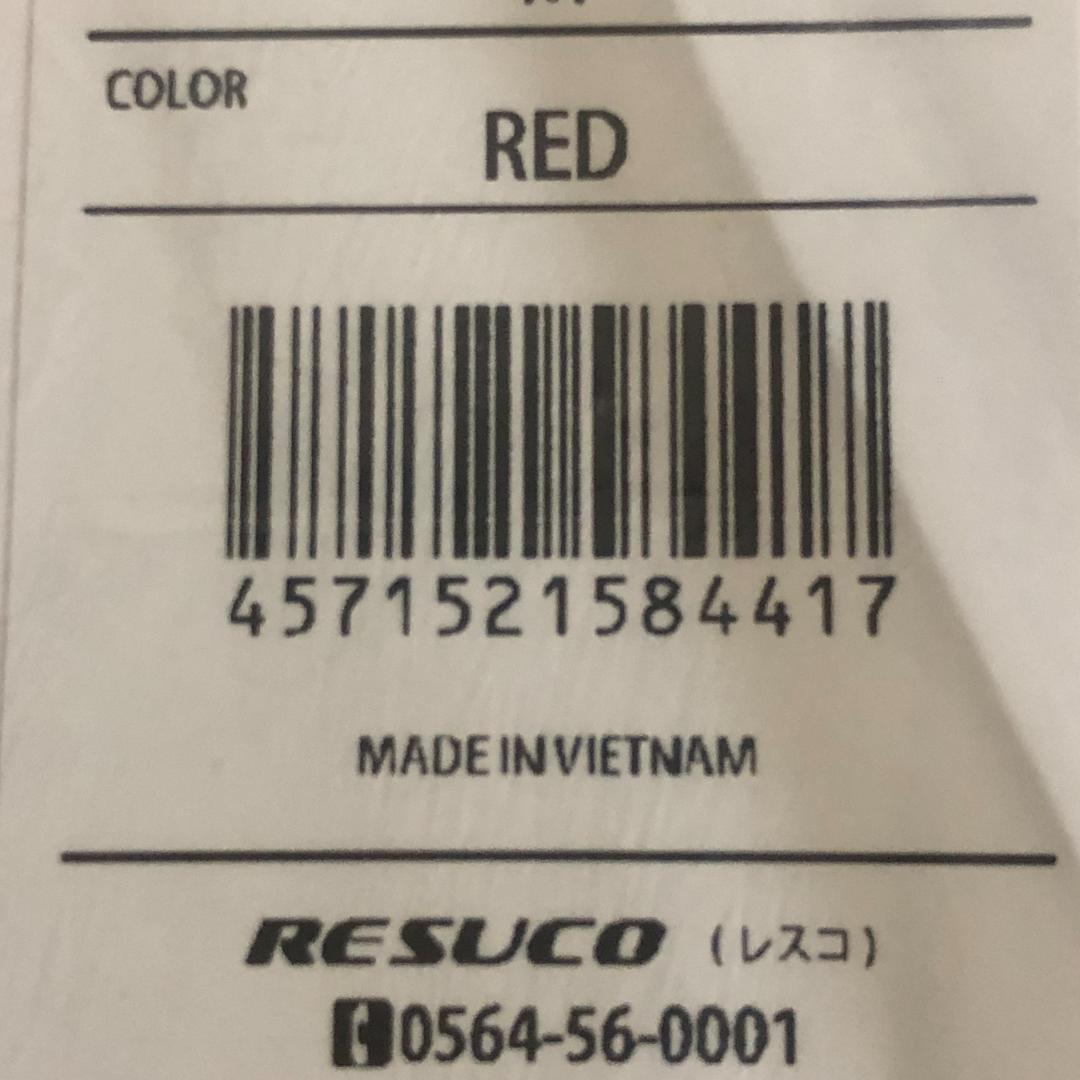 COLOR
RED
4571521584417
MADE IN VIETNAM
RESUCO (レスコ)
0564-56-0001